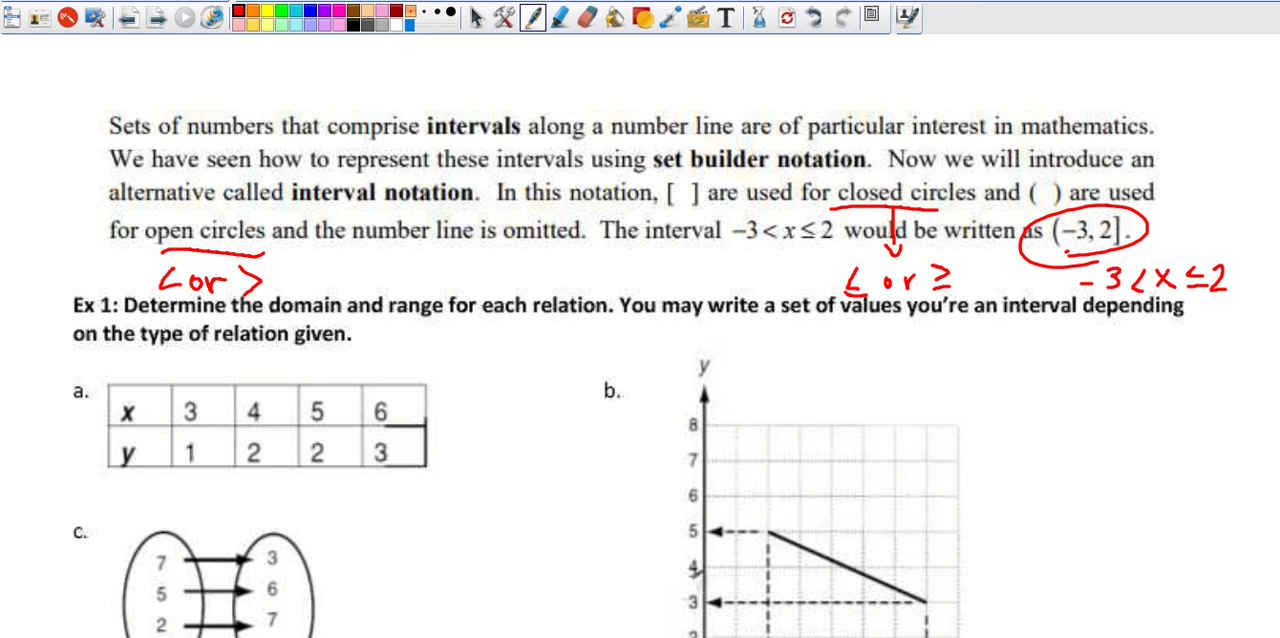 Sets of numbers that comprise intervals along a number line are of particular interest in mathematics.
We have seen how to represent these intervals using set builder notation. Now we will introduce an
alternative called interval notation. In this notation, [ ] are used for closed circles and ( ) are used
for open circles and the number line is omitted. The interval −3 < x ≤ 2 would be written as (−3, 2].
< or >
≤ or ≥
-3 < x ≤ 2
Ex 1: Determine the domain and range for each relation. You may write a set of values you're an interval depending
on the type of relation given.
a.
x 3 4 5 6
y 1 2 2 3
b.
y
8
7
6
5
4
3
2
c.
7 3
5 6
2 7
T